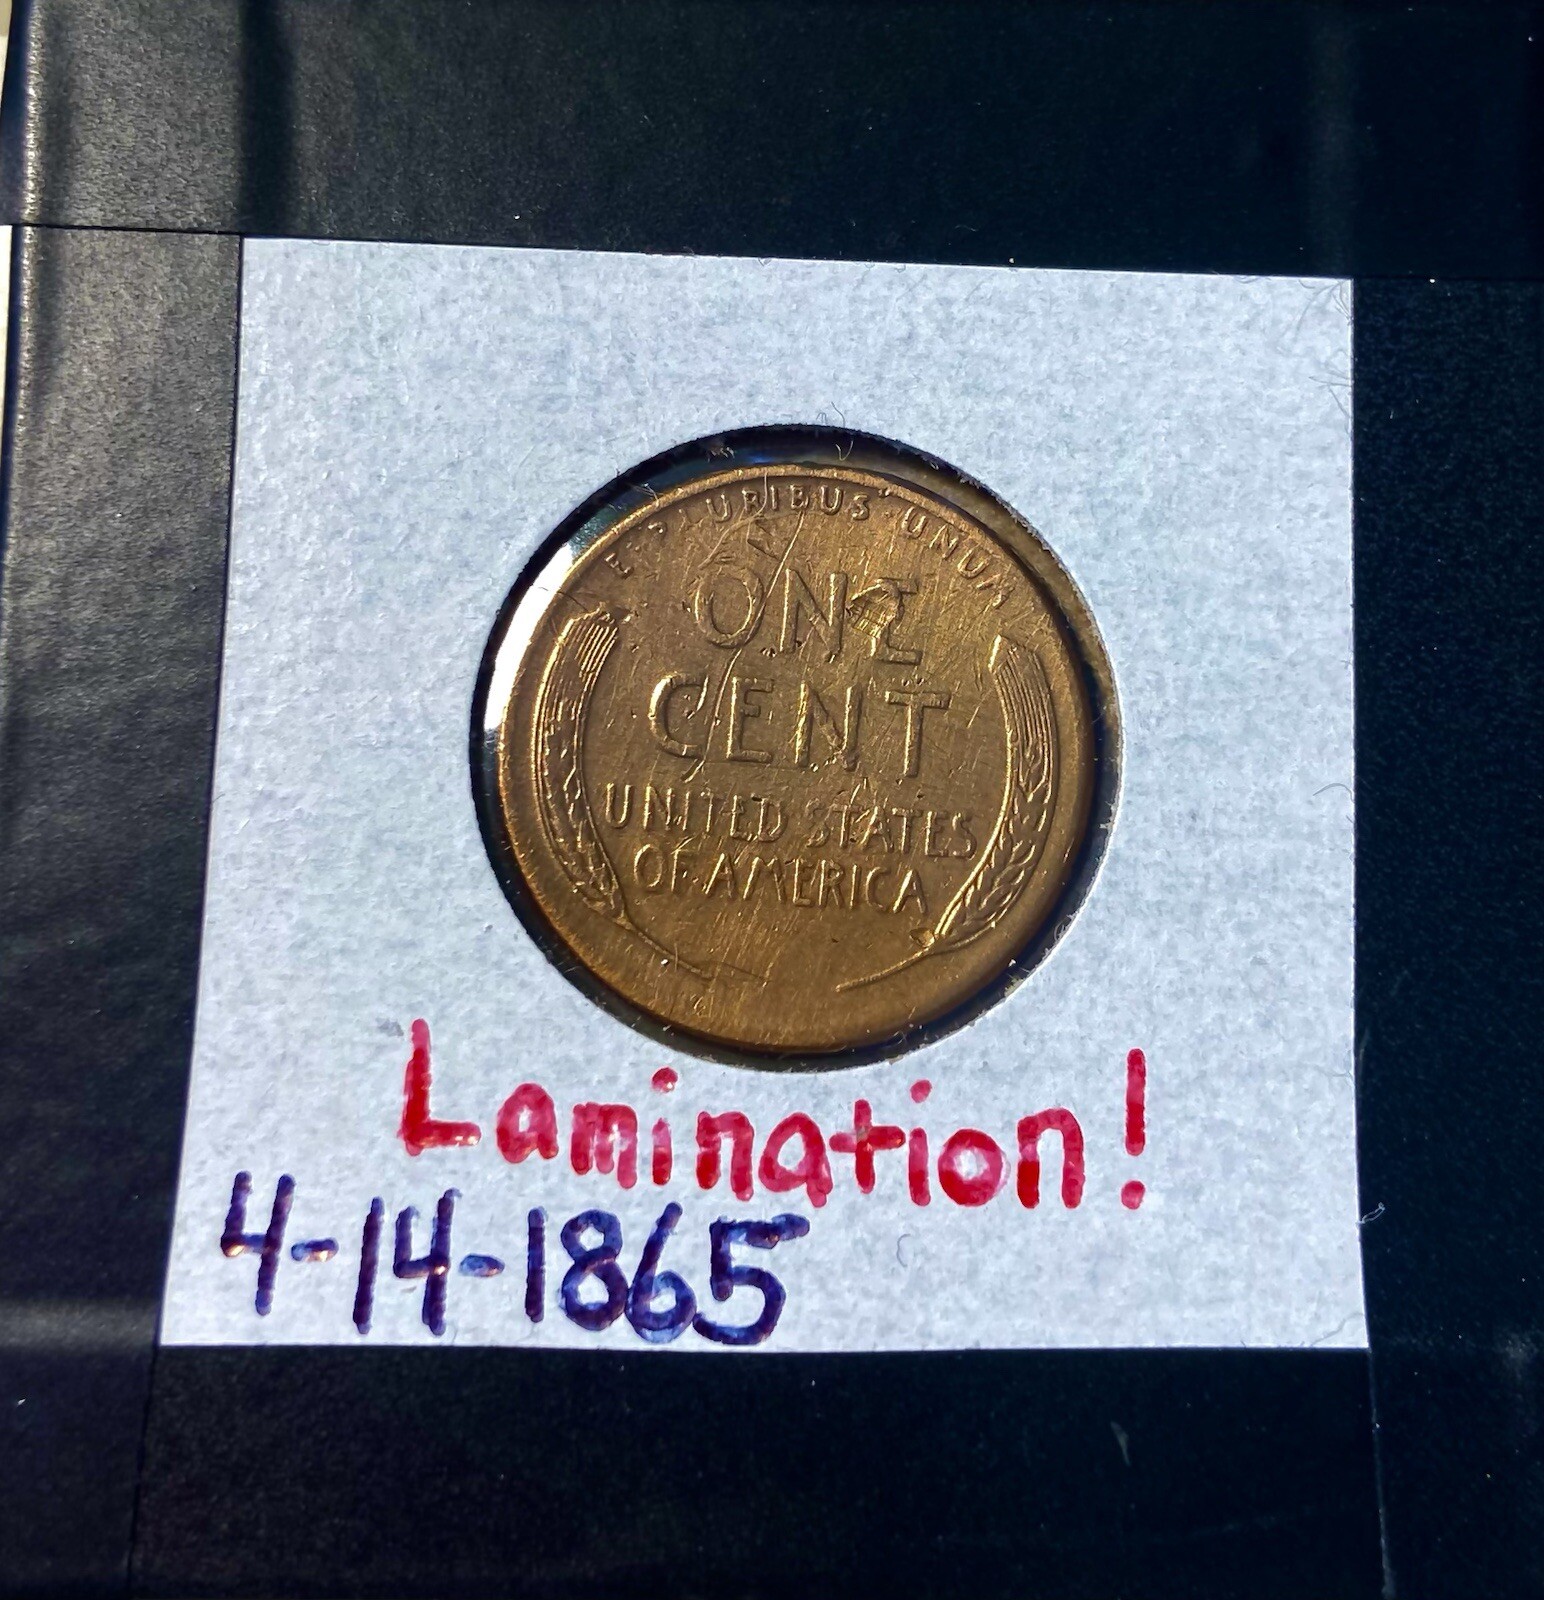 E PLURIBUS UNUM
ONE
CENT
UNITED STATES
OF AMERICA
Lamination!
4-14-1865